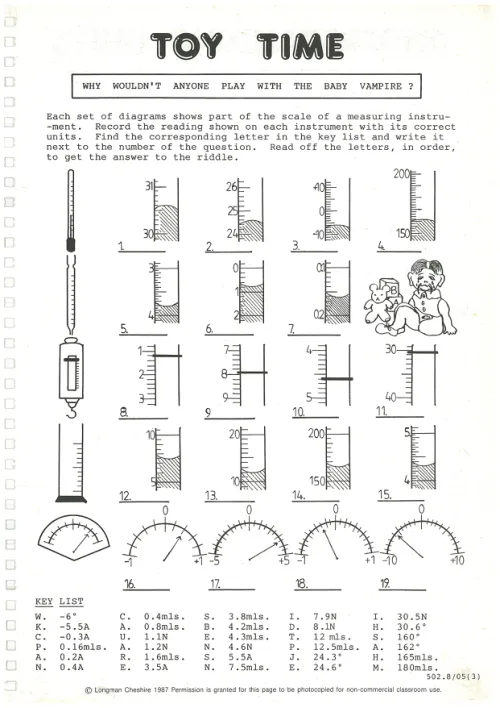 TOY TIME
WHY WOULDN'T ANYONE PLAY WITH THE BABY VAMPIRE ?
Each set of diagrams shows part of the scale of a measuring instru-
-ment. Record the reading shown on each instrument with its correct
units. Find the corresponding letter in the key list and write it
next to the number of the question. Read off the letters, in order,
to get the answer to the riddle.
31 26 40 200
25 0
30 24 -10 150
1. 2. 3. 4.
3 0 0.1
1
4 2 0.2
5. 6. 7.
B A
1 7 4 30
2 8
3 9 5 40
8. 9. 10. 11.
10 20 200 5
5 10 150 4
12. 13. 14. 15.
0 0 0 0
-1 +1 -5 +5 -1 +1 -10 +10
16. 17. 18. 19.
KEY LIST
W. -6° C. 0.4mls. S. 3.8mls. I. 7.9N I. 30.5N
K. -5.5A A. 0.8mls. B. 4.2mls. D. 8.1N H. 30.6°
C. -0.3A U. 1.1N E. 4.3mls. T. 12 mls. S. 160°
P. 0.16mls. A. 1.2N N. 4.6N P. 12.5mls. A. 162°
A. 0.2A R. 1.6mls. S. 5.5A J. 24.3° H. 165mls.
N. 0.4A E. 3.5A N. 7.5mls. E. 24.6° M. 180mls.
502.8/05(3)
© Longman Cheshire 1987 Permission is granted for this page to be photocopied for non-commercial classroom use.